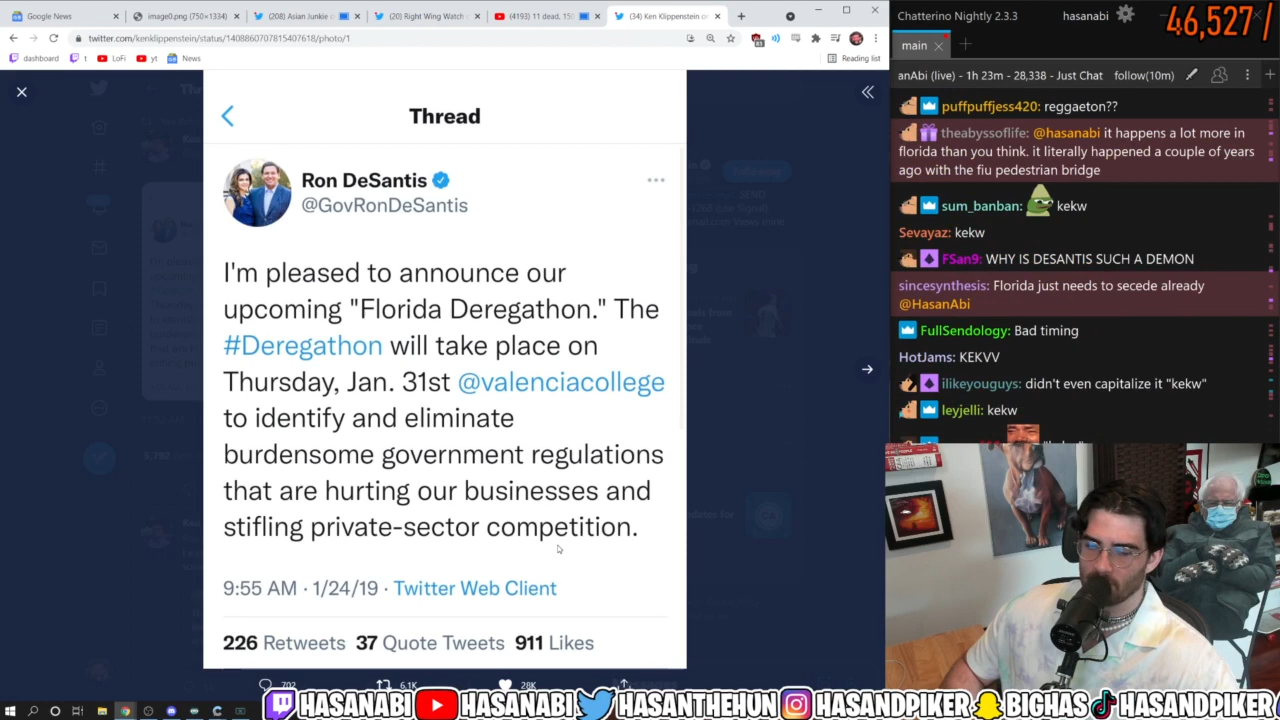 Google News
image0.png (750×1334)
(208) Asian Junkie o
(20) Right Wing Watch
(4193) 11 dead, 15
(34) Ken Klippenstein o
twitter.com/kenklippenstein/status/1408860707815407618/photo/1
dashboard
t
LoFi
yt
News
Reading list
Thread
Ron DeSantis
@GovRonDeSantis
I'm pleased to announce our
upcoming "Florida Deregathon." The
#Deregathon will take place on
Thursday, Jan. 31st @valenciacollege
to identify and eliminate
burdensome government regulations
that are hurting our businesses and
stifling private-sector competition.
9:55 AM · 1/24/19 · Twitter Web Client
226 Retweets 37 Quote Tweets 911 Likes
702
6.1K
28K
Chatterino Nightly 2.3.3
hasanabi
46,527 /
main
anAbi (live) - 1h 23m - 28,338 - Just Chat
follow(10m)
puffpuffjess420: reggaeton??
theabyssoflife: @hasanabi it happens a lot more in
florida than you think. it literally happened a couple of years
ago with the fiu pedestrian bridge
sum_banban: kekw
Sevayaz: kekw
FSan9: WHY IS DESANTIS SUCH A DEMON
sincesynthesis: Florida just needs to secede already
@HasanAbi
FullSendology: Bad timing
HotJams: KEKVV
ilikeyouguys: didn't even capitalize it "kekw"
leyjelli: kekw
HASANABI
HASANABI
HASANTHEHUN
HASANDPIKER
BIGHAS
HASANDPIKER